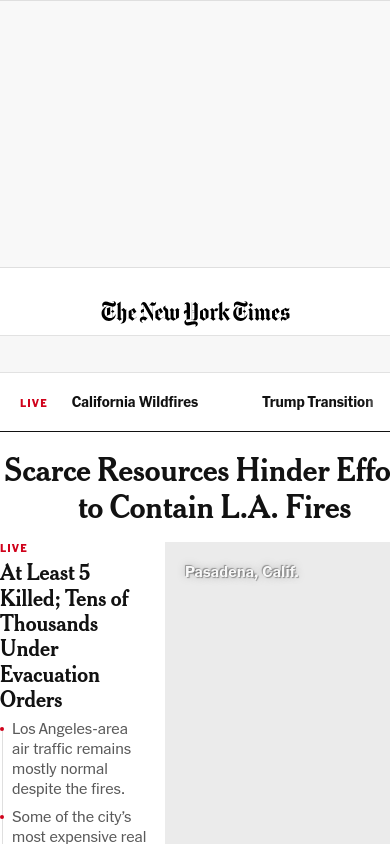 The New York Times
LIVE California Wildfires Trump Transition
Scarce Resources Hinder Effo
to Contain L.A. Fires
LIVE
At Least 5
Killed; Tens of
Thousands
Under
Evacuation
Orders
Los Angeles-area
air traffic remains
mostly normal
despite the fires.
Some of the city’s
most expensive real
Pasadena, Calif.